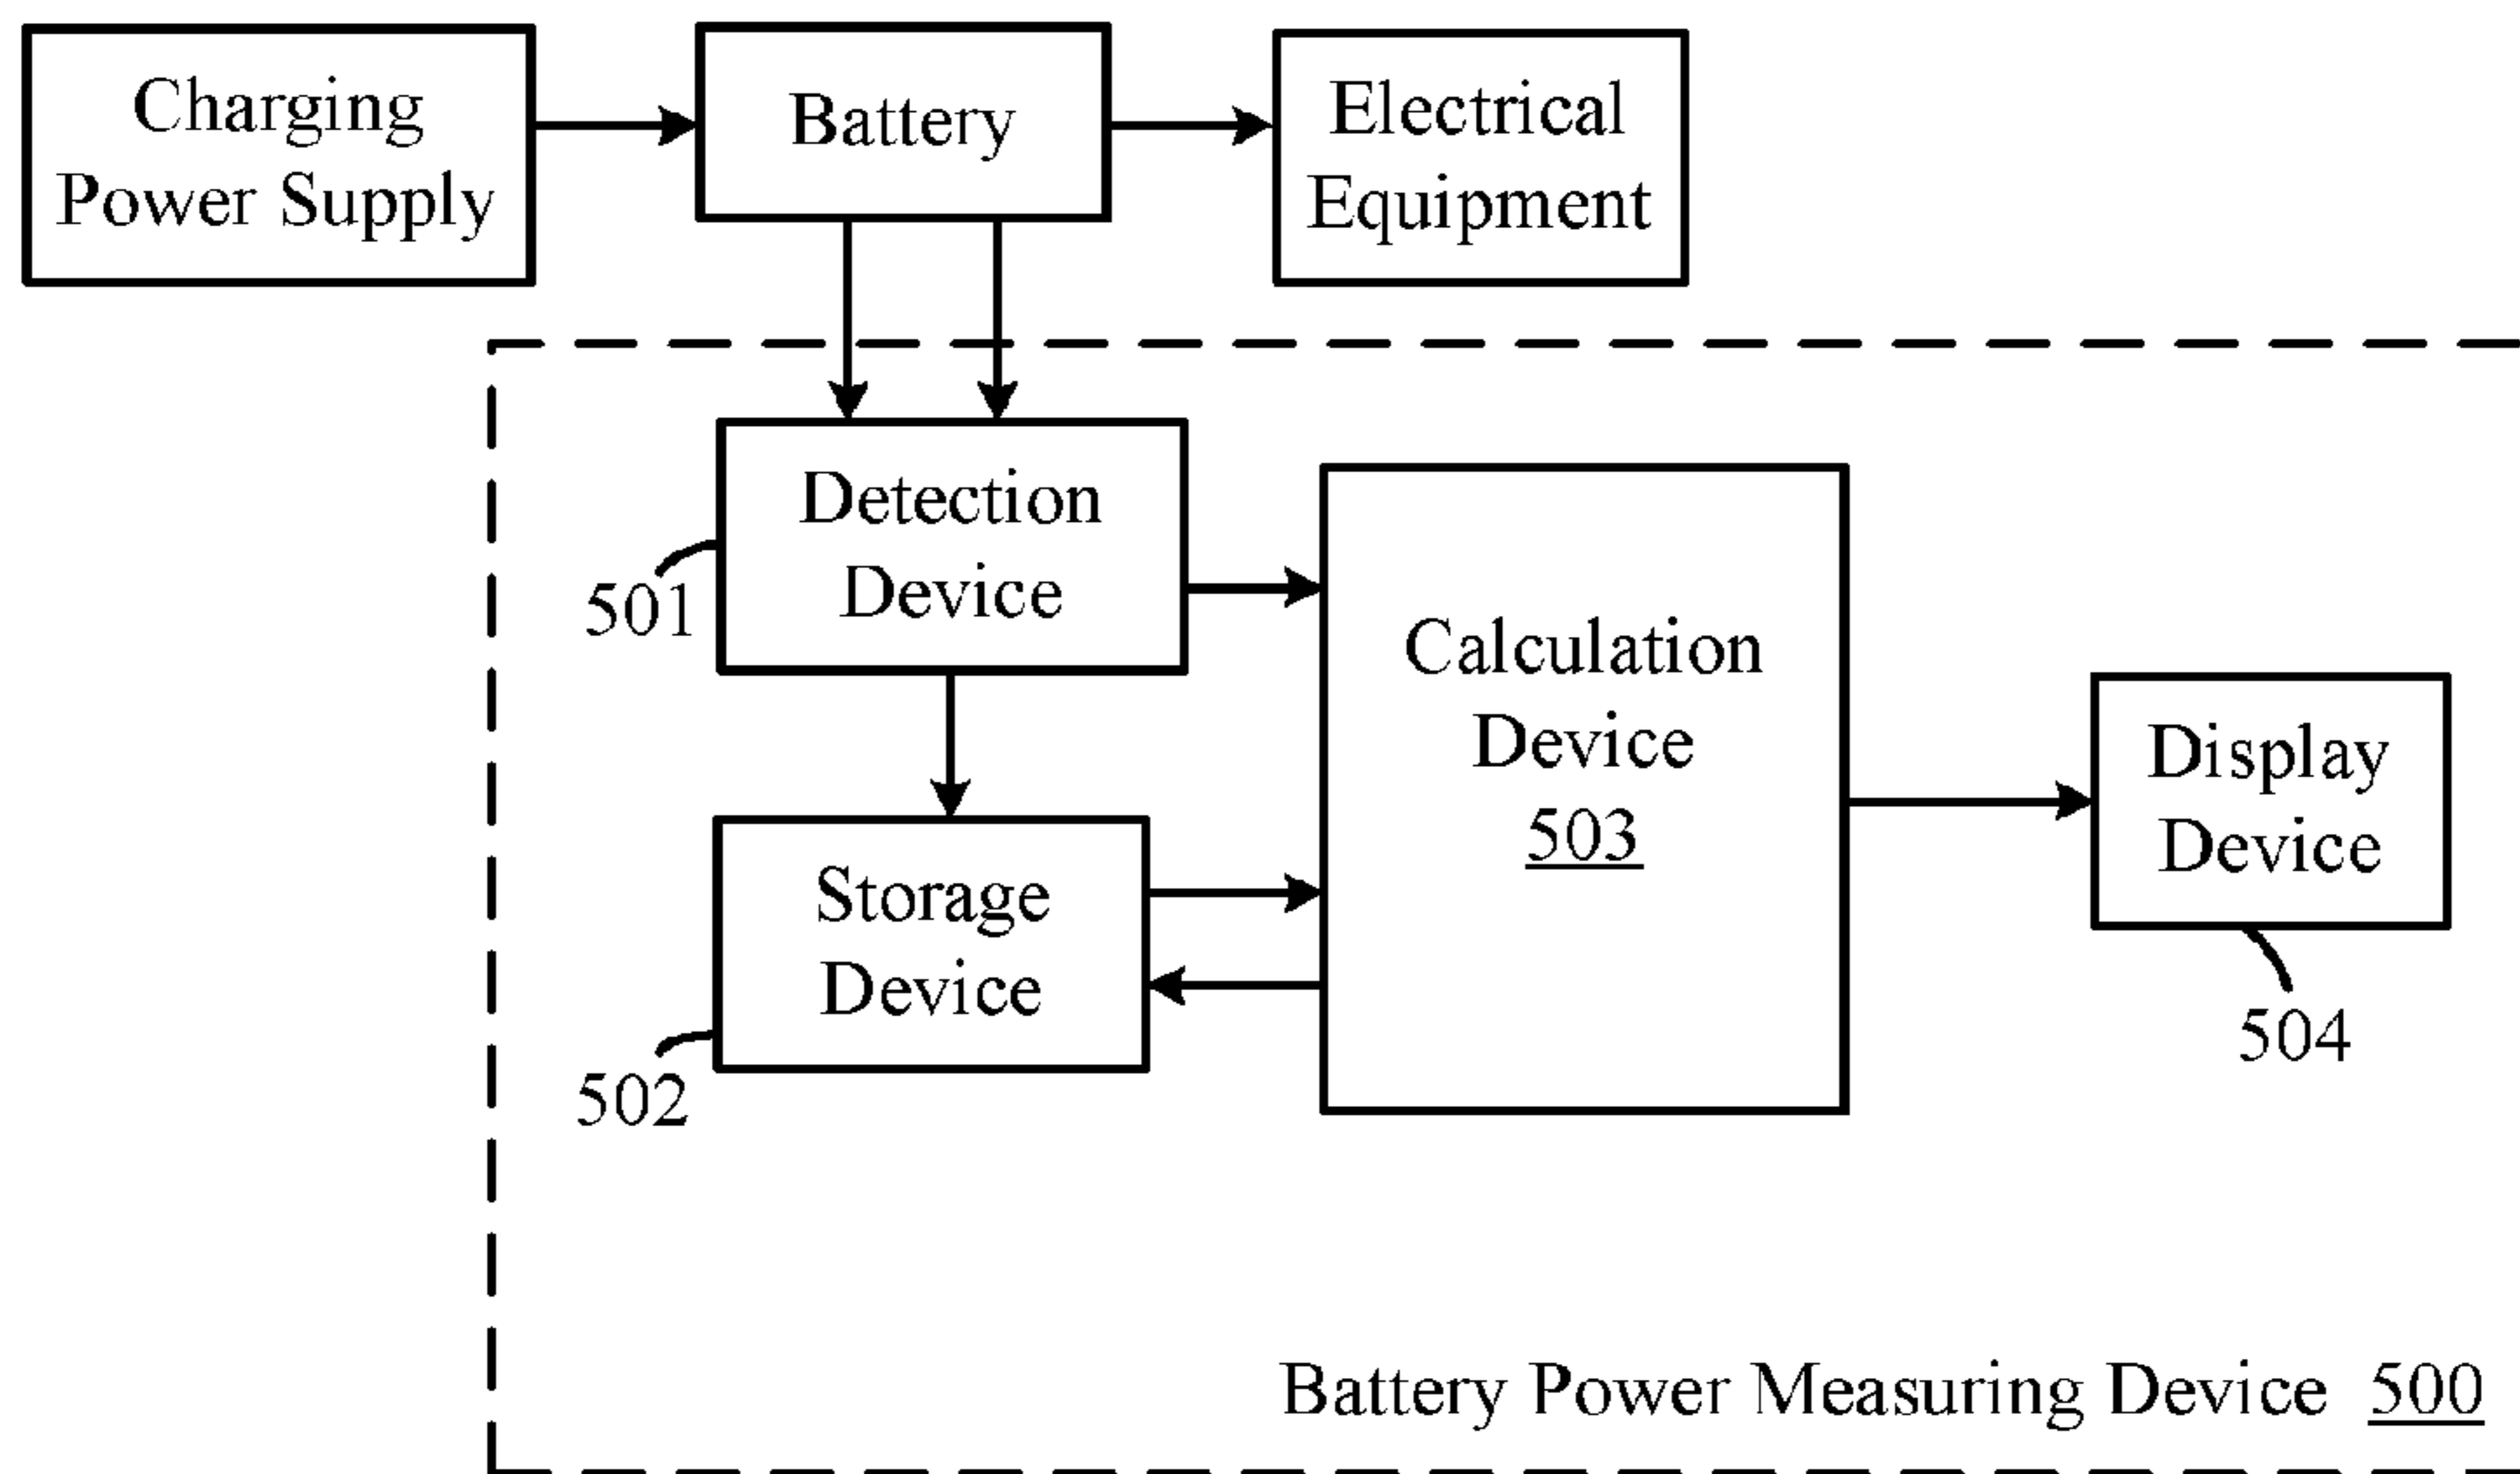 Charging
Power Supply
Battery
Electrical
Equipment
Detection
Device
501
Calculation
Device
503
Storage
Device
502
Display
Device
504
Battery Power Measuring Device 500